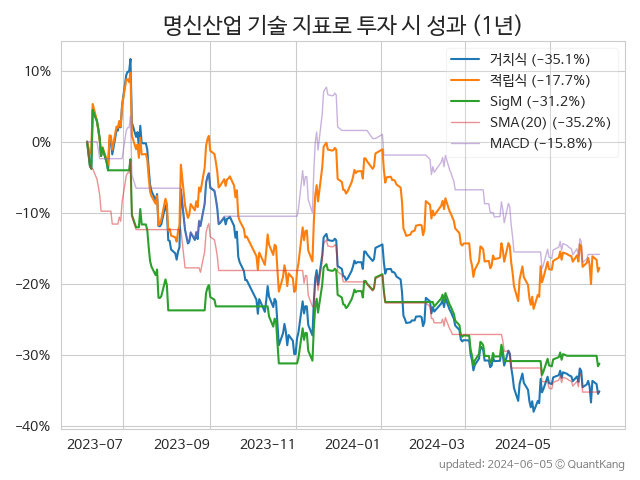 명신산업 기술 지표로 투자 시 성과 (1년)
거치식 (−35.1%)
적립식 (−17.7%)
SigM (−31.2%)
SMA(20) (−35.2%)
MACD (−15.8%)
10%
0%
−10%
−20%
−30%
−40%
2023-07 2023-09 2023-11 2024-01 2024-03 2024-05
updated: 2024-06-05 ⓒ QuantKang